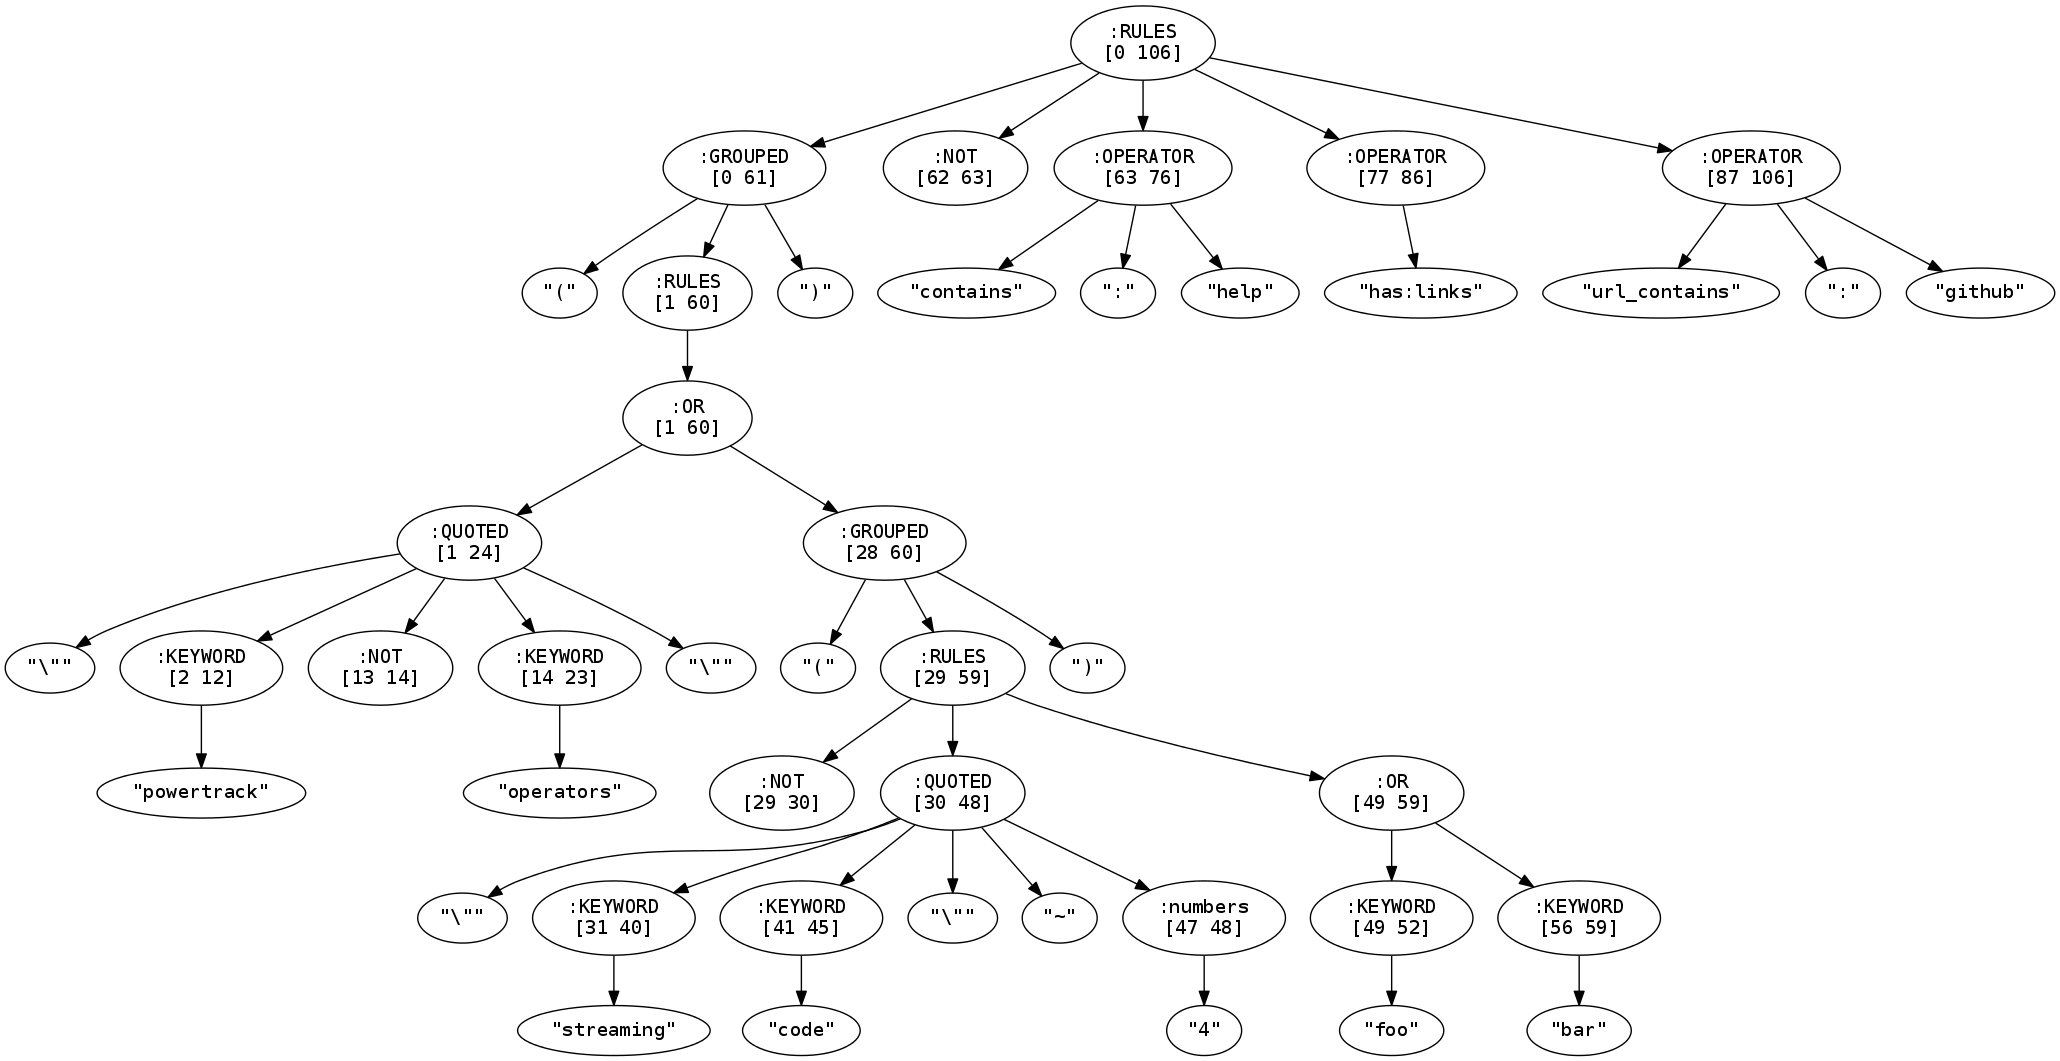 :RULES
[0 106]
:GROUPED
[0 61]
:NOT
[62 63]
:OPERATOR
[63 76]
:OPERATOR
[77 86]
:OPERATOR
[87 106]
"("
:RULES
[1 60]
")"
"contains"
":"
"help"
"has:links"
"url_contains"
":"
"github"
:OR
[1 60]
:QUOTED
[1 24]
:GROUPED
[28 60]
"\""
:KEYWORD
[2 12]
:NOT
[13 14]
:KEYWORD
[14 23]
"\""
"("
:RULES
[29 59]
")"
"powertrack"
"operators"
:NOT
[29 30]
:QUOTED
[30 48]
:OR
[49 59]
"\""
:KEYWORD
[31 40]
:KEYWORD
[41 45]
"\""
"~"
:numbers
[47 48]
:KEYWORD
[49 52]
:KEYWORD
[56 59]
"streaming"
"code"
"4"
"foo"
"bar"